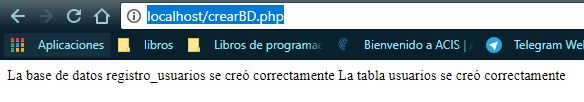 localhost/crearBD.php
Aplicaciones libros Libros de programac Bienvenido a ACIS / Telegram Web
La base de datos registro_usuarios se creó correctamente La tabla usuarios se creó correctamente